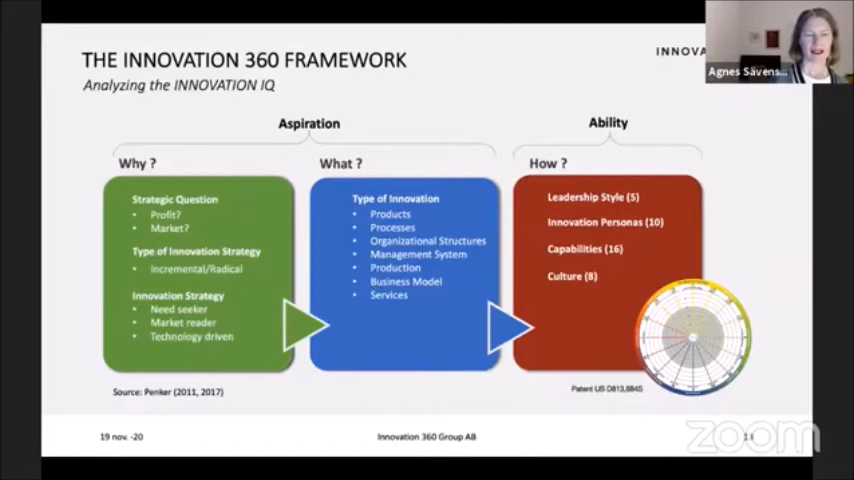 THE INNOVATION 360 FRAMEWORK
INNOVA
Analyzing the INNOVATION IQ
Agnes Sävens...
Aspiration
Ability
Why ?
What ?
How ?
Strategic Question
• Profit?
• Market?
Type of Innovation Strategy
• Incremental/Radical
Innovation Strategy
• Need seeker
• Market reader
• Technology driven
Type of Innovation
• Products
• Processes
• Organizational Structures
• Management System
• Production
• Business Model
• Services
Leadership Style (5)
Innovation Personas (10)
Capabilities (16)
Culture (8)
Source: Penker (2011, 2017)
Patent US D813,884S
19 nov. -20
Innovation 360 Group AB
zoom